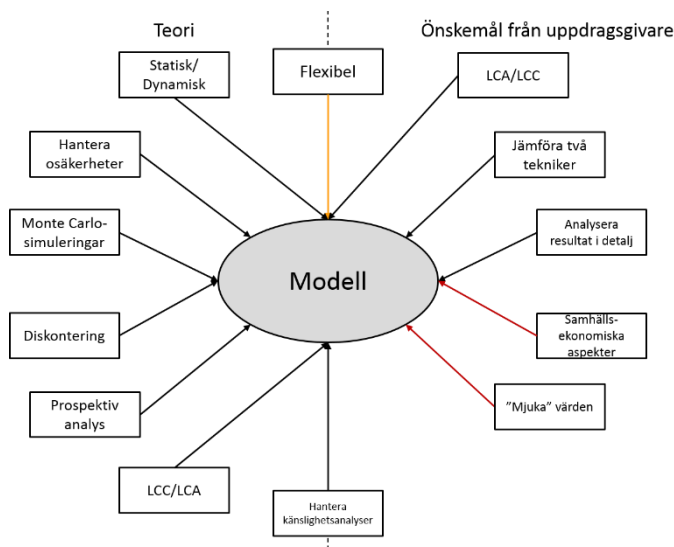 Teori
Önskemål från uppdragsgivare
Statisk/
Dynamisk
Flexibel
LCA/LCC
Hantera
osäkerheter
Jämföra två
tekniker
Monte Carlo-
simuleringar
Analysera
resultat i detalj
Modell
Diskontering
Samhälls-
ekonomiska
aspekter
Prospektiv
analys
”Mjuka” värden
LCC/LCA
Hantera
känslighetsanalyser